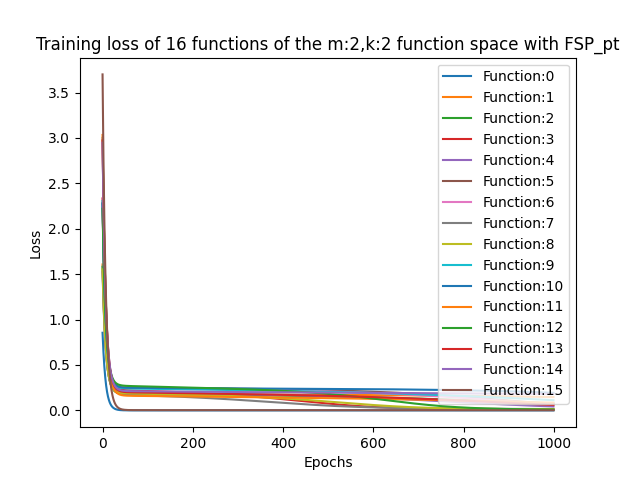 Training loss of 16 functions of the m:2,k:2 function space with FSP_pt
Loss
3.5
3.0
2.5
2.0
1.5
1.0
0.5
0.0
Function:0
Function:1
Function:2
Function:3
Function:4
Function:5
Function:6
Function:7
Function:8
Function:9
Function:10
Function:11
Function:12
Function:13
Function:14
Function:15
0 200 400 600 800 1000
Epochs